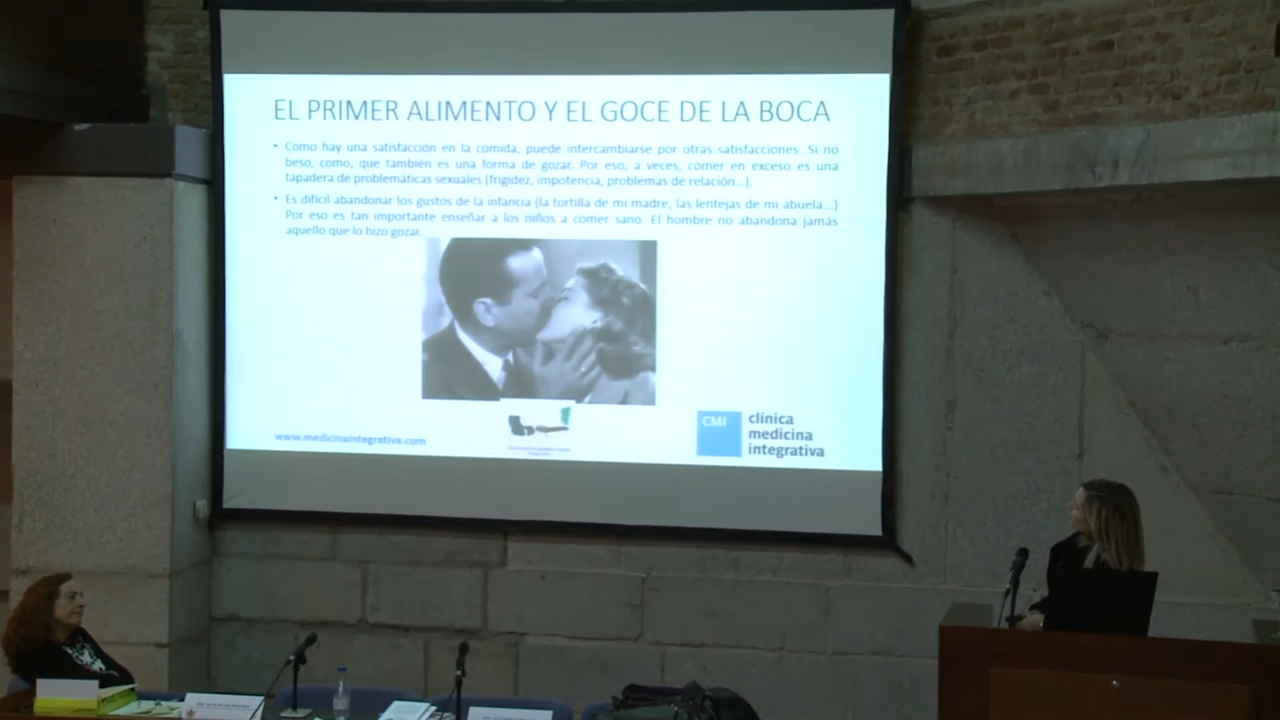 EL PRIMER ALIMENTO Y EL GOCE DE LA BOCA
• Como hay una satisfacción en la comida, puede intercambiarse por otras satisfacciones. Si no
beso, como, que también es una forma de gozar. Por eso, a veces, comer en exceso es una
tapadera de problemáticas sexuales (frigidez, impotencia, problemas de relación...).
• Es difícil abandonar los gustos de la infancia (la tortilla de mi madre, las lentejas de mi abuela...)
Por eso es tan importante enseñar a los niños a comer sano. El hombre no abandona jamás
aquello que lo hizo gozar.
www.medicinaintegrativa.com
CMI
clínica
medicina
integrativa